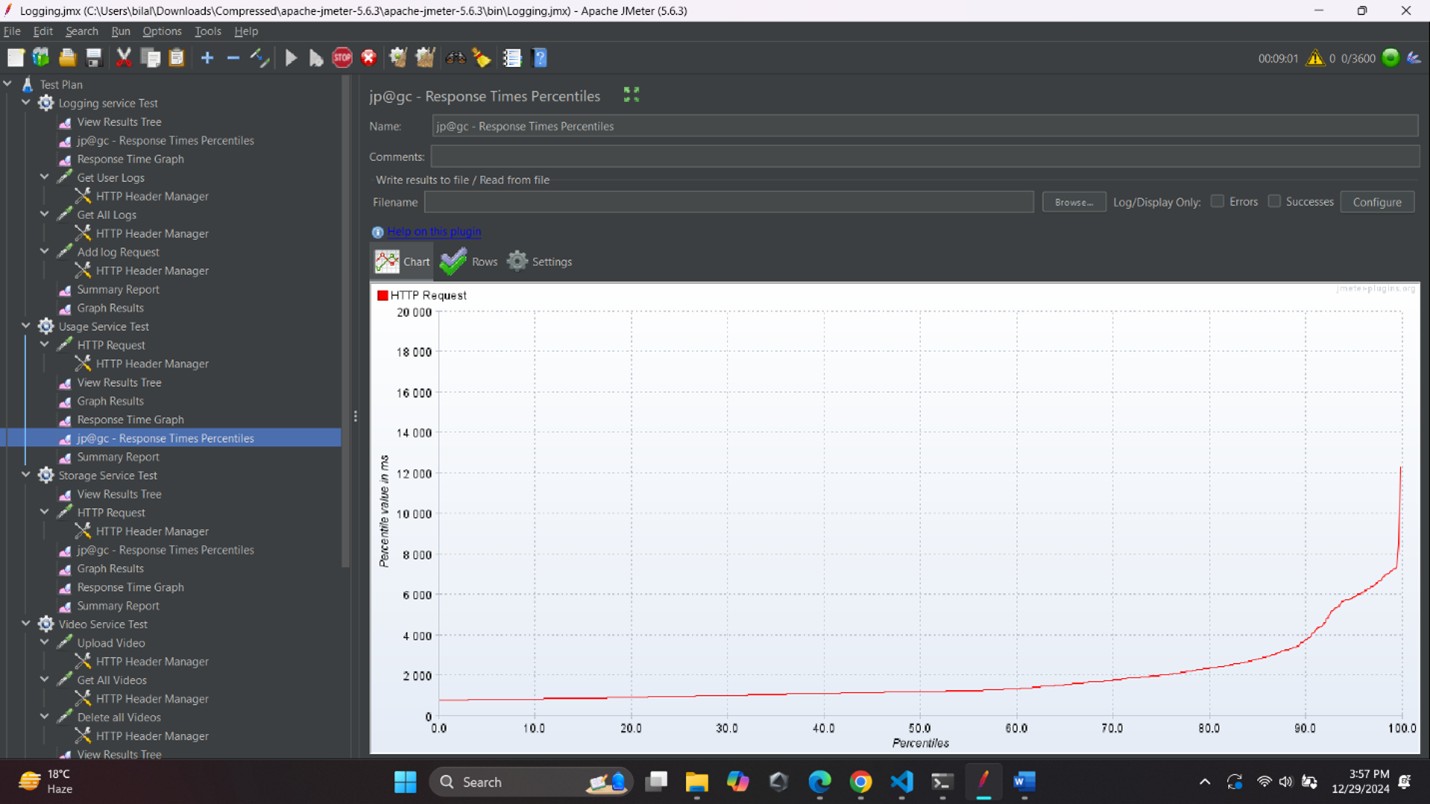 Logging.jmx (C:\Users\bilal\Downloads\Compressed\apache-jmeter-5.6.3\apache-jmeter-5.6.3\bin\Logging.jmx) - Apache JMeter (5.6.3)
File Edit Search Run Options Tools Help
STOP
00:09:01 0 0/3600
Test Plan
Logging service Test
View Results Tree
jp@gc - Response Times Percentiles
Response Time Graph
Get User Logs
HTTP Header Manager
Get All Logs
HTTP Header Manager
Add log Request
HTTP Header Manager
Summary Report
Graph Results
Usage Service Test
HTTP Request
HTTP Header Manager
View Results Tree
Graph Results
Response Time Graph
jp@gc - Response Times Percentiles
Summary Report
Storage Service Test
View Results Tree
HTTP Request
HTTP Header Manager
jp@gc - Response Times Percentiles
Graph Results
Response Time Graph
Summary Report
Video Service Test
Upload Video
HTTP Header Manager
Get All Videos
HTTP Header Manager
Delete all Videos
HTTP Header Manager
View Results Tree
jp@gc - Response Times Percentiles
Name: jp@gc - Response Times Percentiles
Comments:
Write results to file / Read from file
Filename Browse... Log/Display Only: Errors Successes Configure
Help on this plugin
Chart Rows Settings
HTTP Request
jmeter-plugins.org
20 000
18 000
16 000
14 000
12 000
10 000
8 000
6 000
4 000
2 000
0
Percentile value in ms
0.0 10.0 20.0 30.0 40.0 50.0 60.0 70.0 80.0 90.0 100.0
Percentiles
18°C
Haze
Search
3:57 PM
12/29/2024